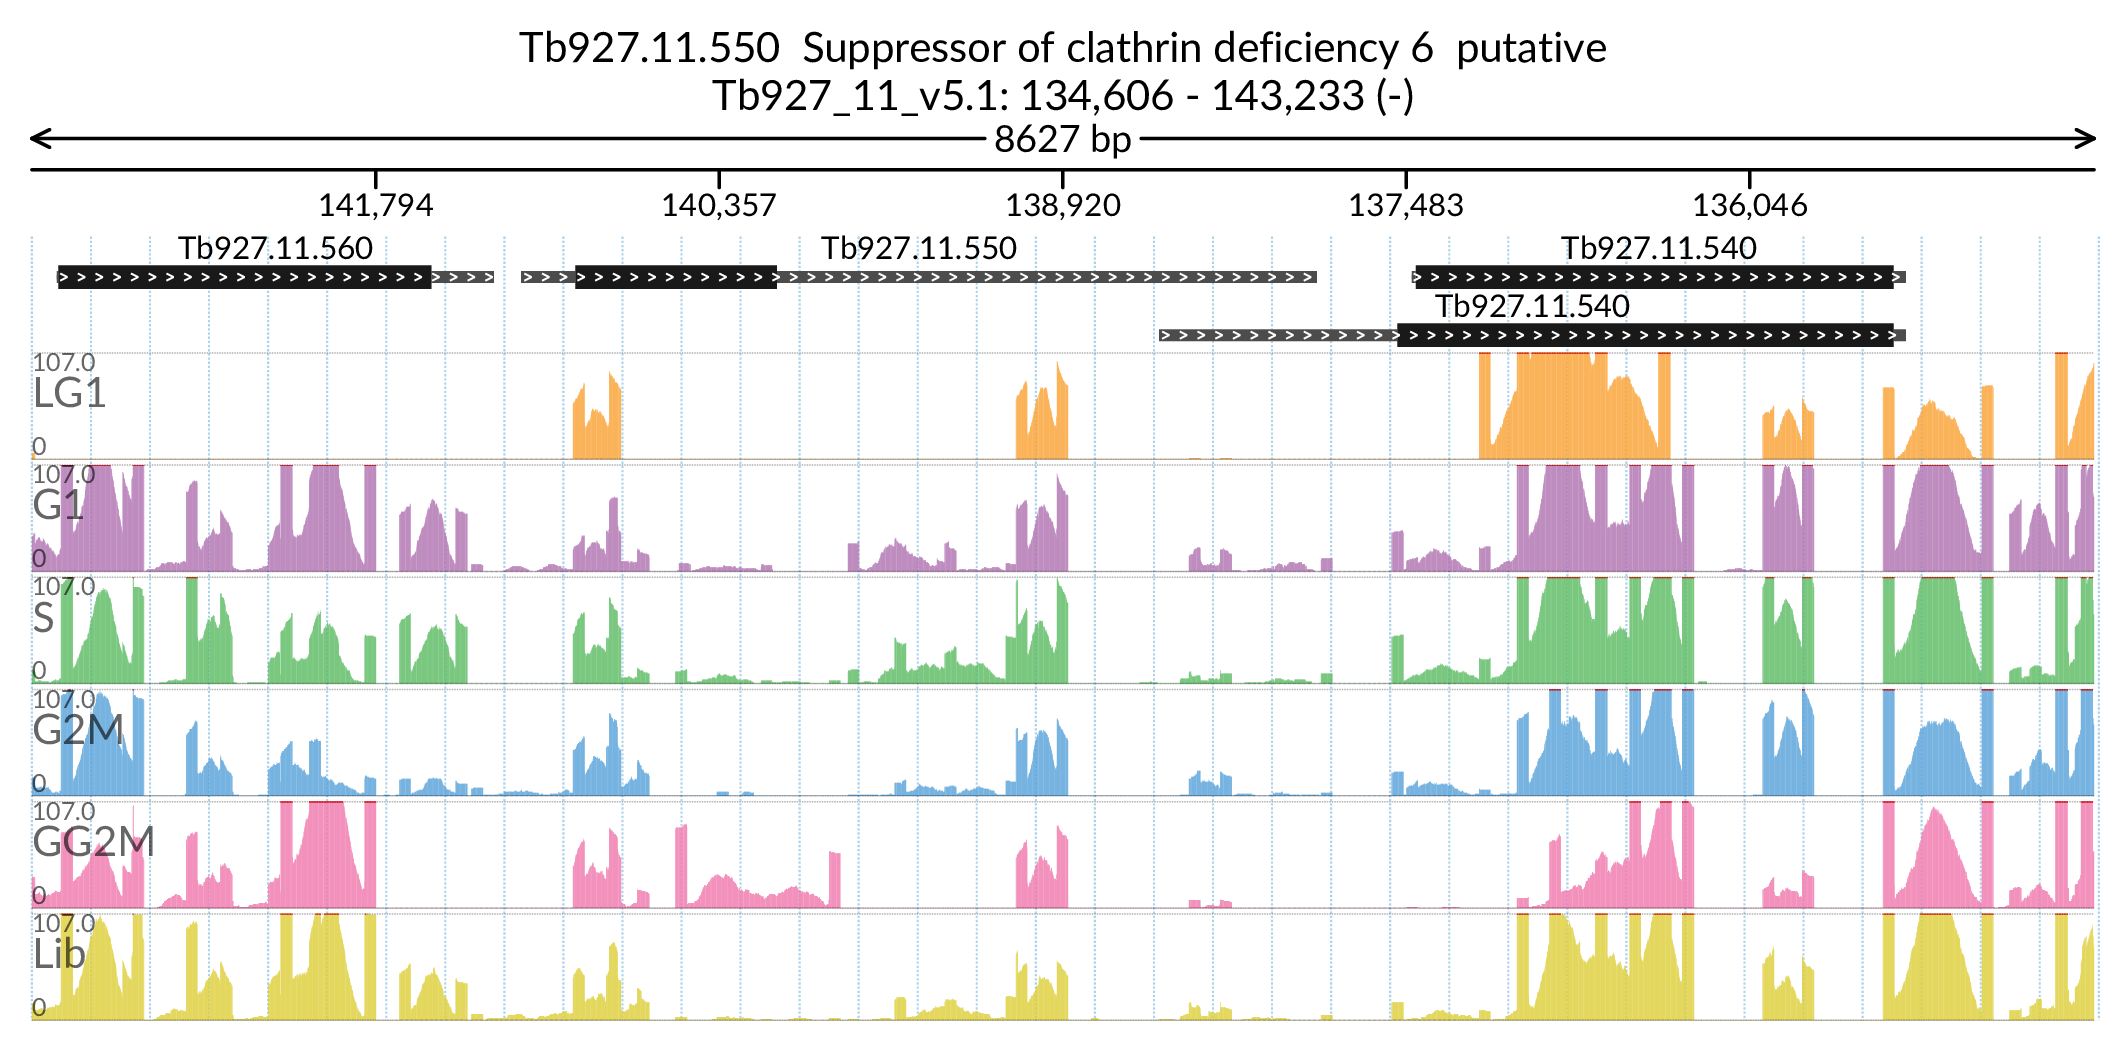 Tb927.11.550  Suppressor of clathrin deficiency 6  putative
Tb927_11_v5.1: 134,606 - 143,233 (-)
8627 bp
141,794 140,357 138,920 137,483 136,046
Tb927.11.560 Tb927.11.550 Tb927.11.540
Tb927.11.540
107.0
LG1
0
107.0
G1
0
107.0
S
0
107.0
G2M
0
107.0
GG2M
0
107.0
Lib
0